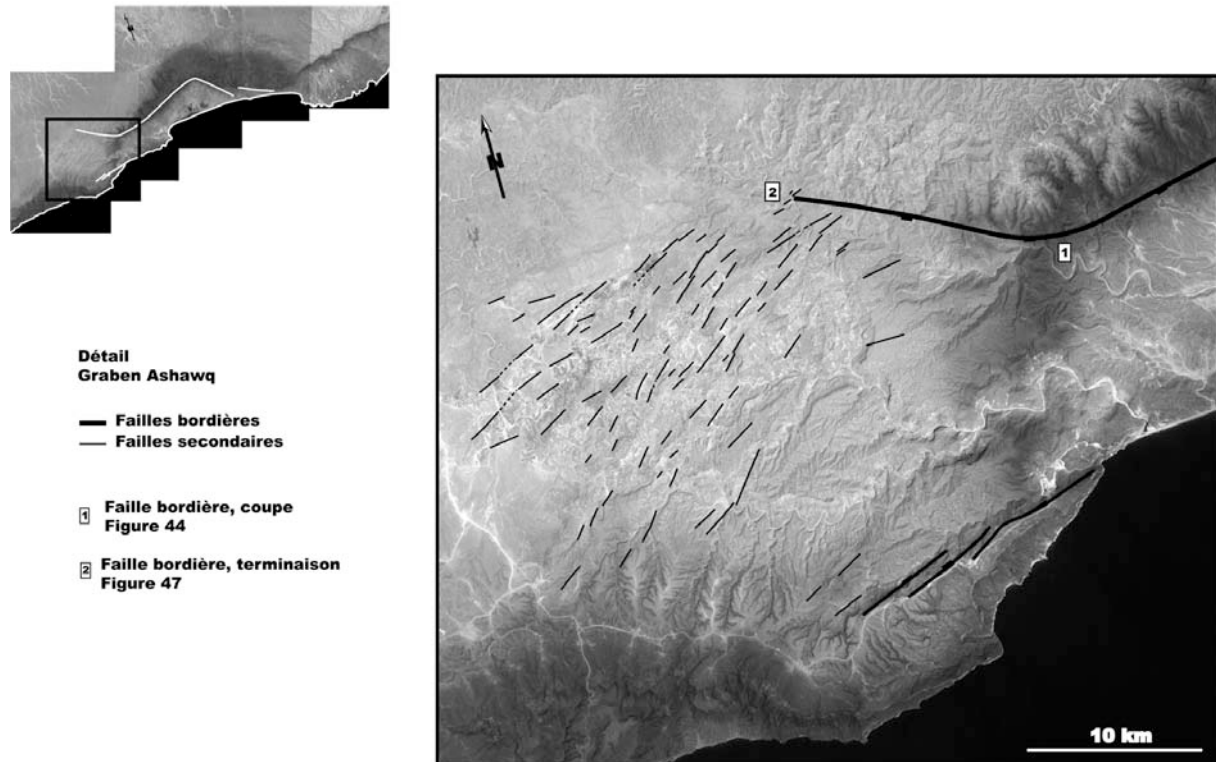 Détail
Graben Ashawq
Failles bordières
Failles secondaires
1 Faille bordière, coupe
Figure 44
2 Faille bordière, terminaison
Figure 47
N
2
1
10 km